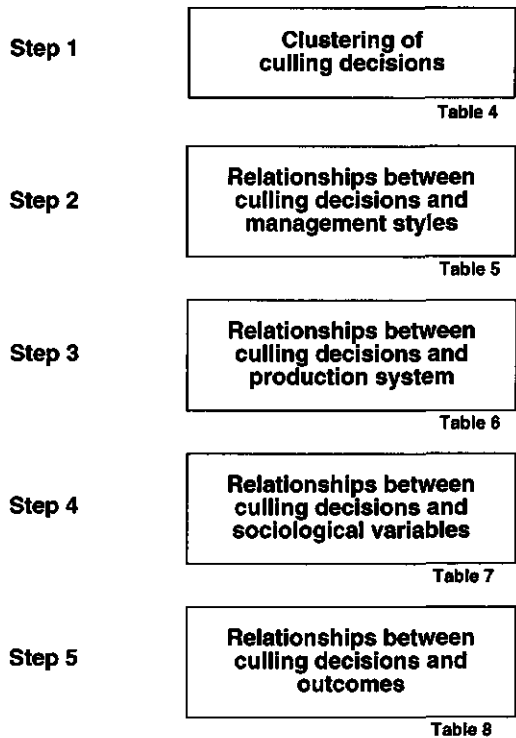 Step 1
Clustering of
culling decisions
Table 4
Step 2
Relationships between
culling decisions and
management styles
Table 5
Step 3
Relationships between
culling decisions and
production system
Table 6
Step 4
Relationships between
culling decisions and
sociological variables
Table 7
Step 5
Relationships between
culling decisions and
outcomes
Table 8